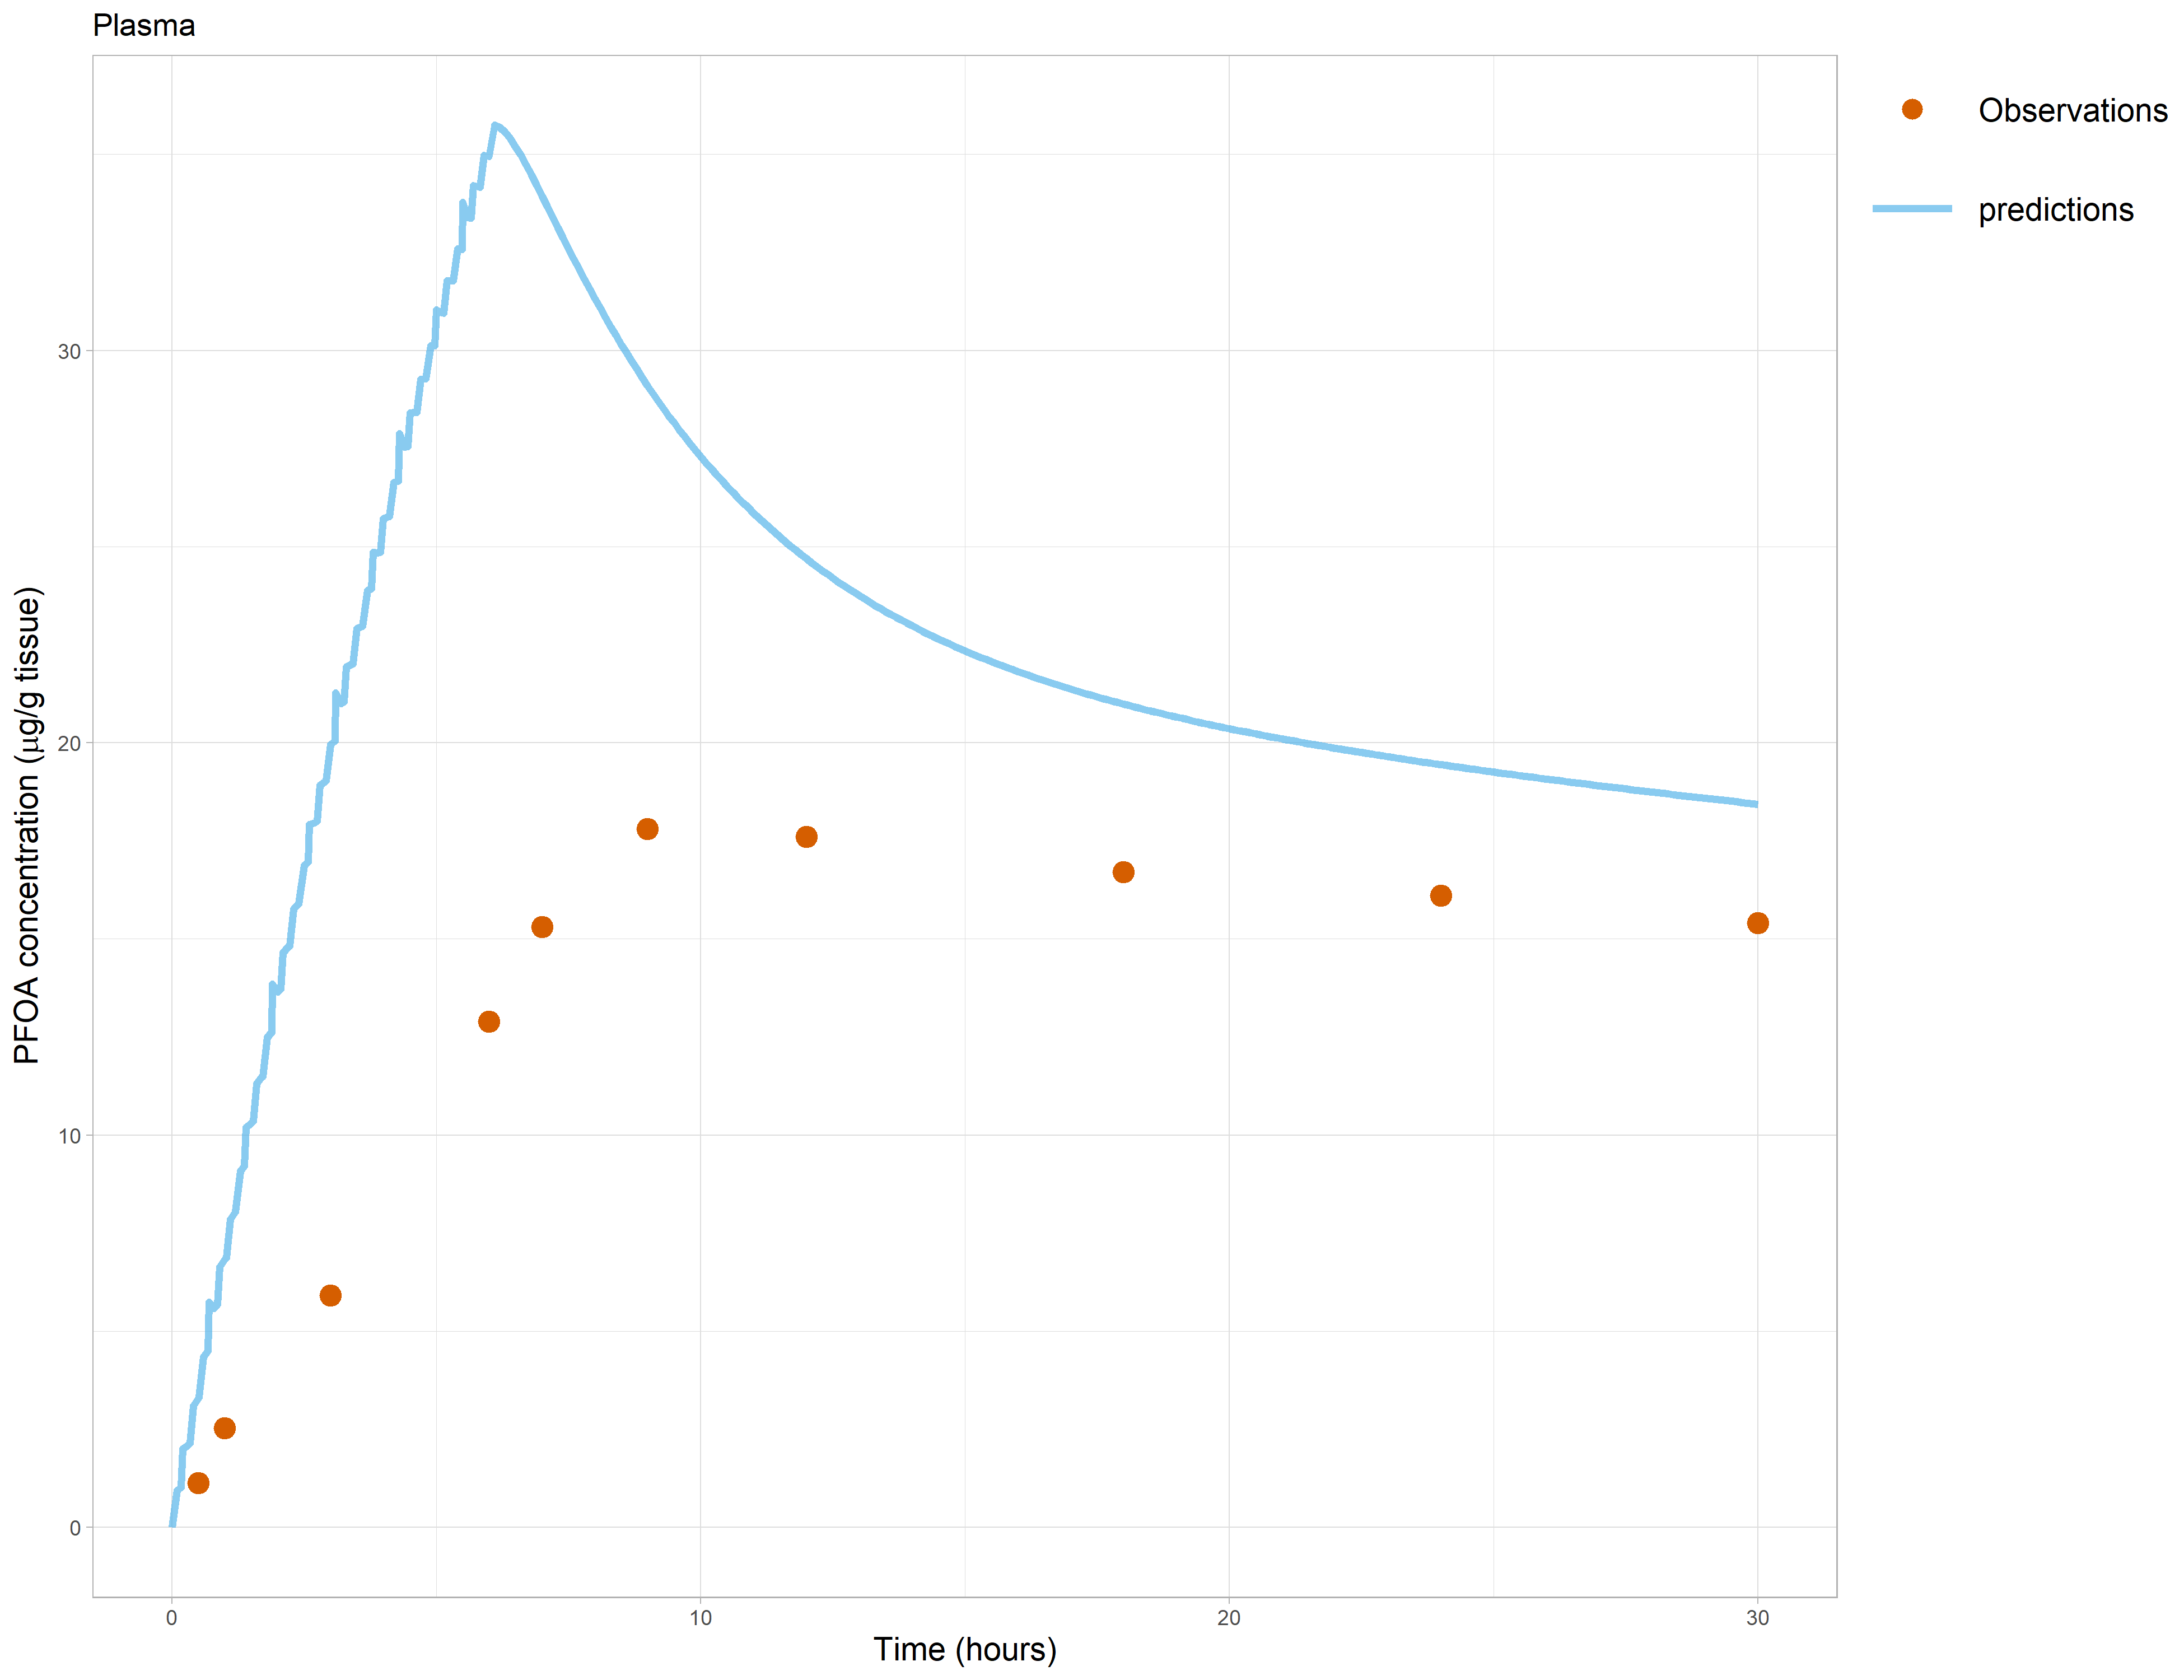 Plasma
PFOA concentration (μg/g tissue)
30
20
10
0
0 10 20 30
Time (hours)
Observations
predictions